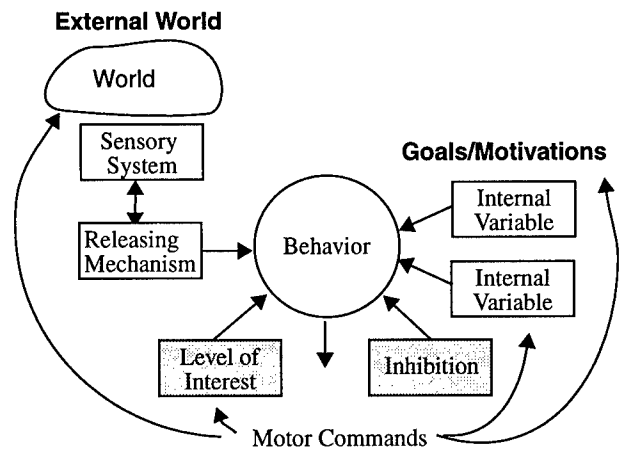 External World
World
Sensory
System
Goals/Motivations
Internal
Variable
Releasing
Mechanism
Behavior
Internal
Variable
Level of
Interest
Inhibition
Motor Commands